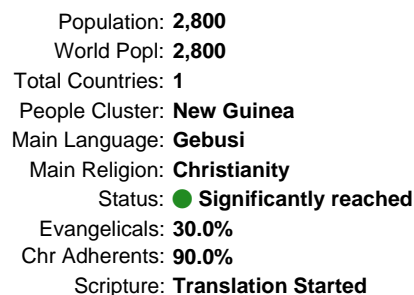 Population: 2,800
World Popl: 2,800
Total Countries: 1
People Cluster: New Guinea
Main Language: Gebusi
Main Religion: Christianity
Status: Significantly reached
Evangelicals: 30.0%
Chr Adherents: 90.0%
Scripture: Translation Started